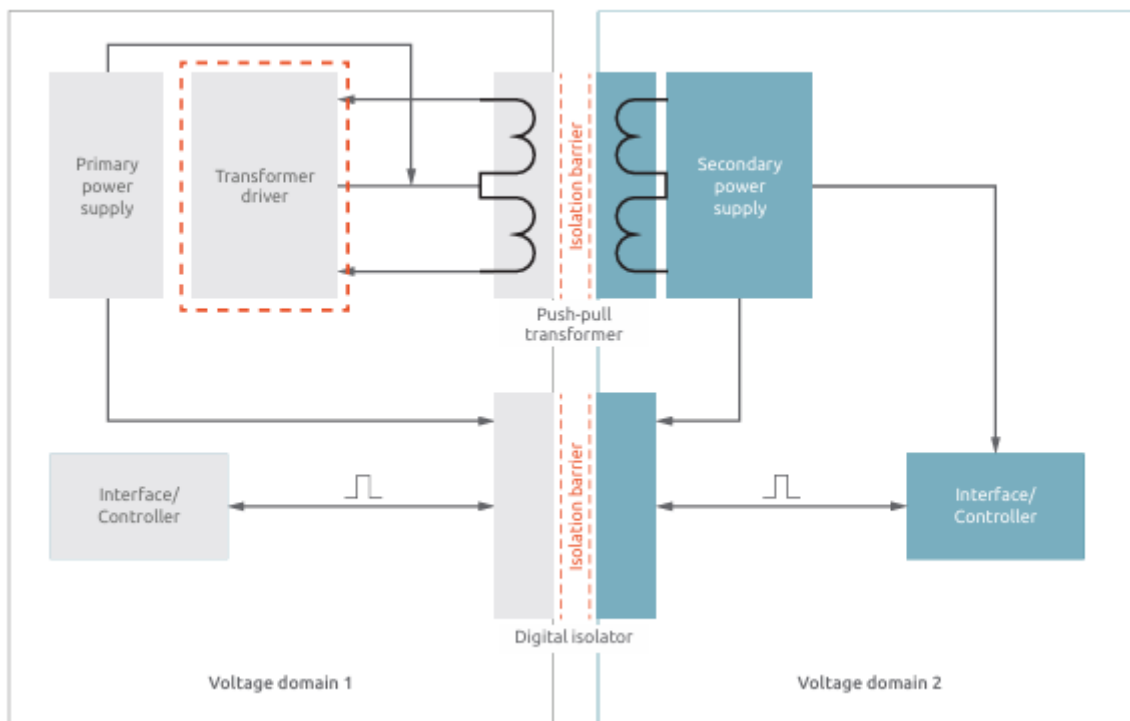 Primary
power
supply
Transformer
driver
Isolation barrier
Secondary
power
supply
Push-pull
transformer
Interface/
Controller
Isolation barrier
Interface/
Controller
Digital isolator
Voltage domain 1
Voltage domain 2